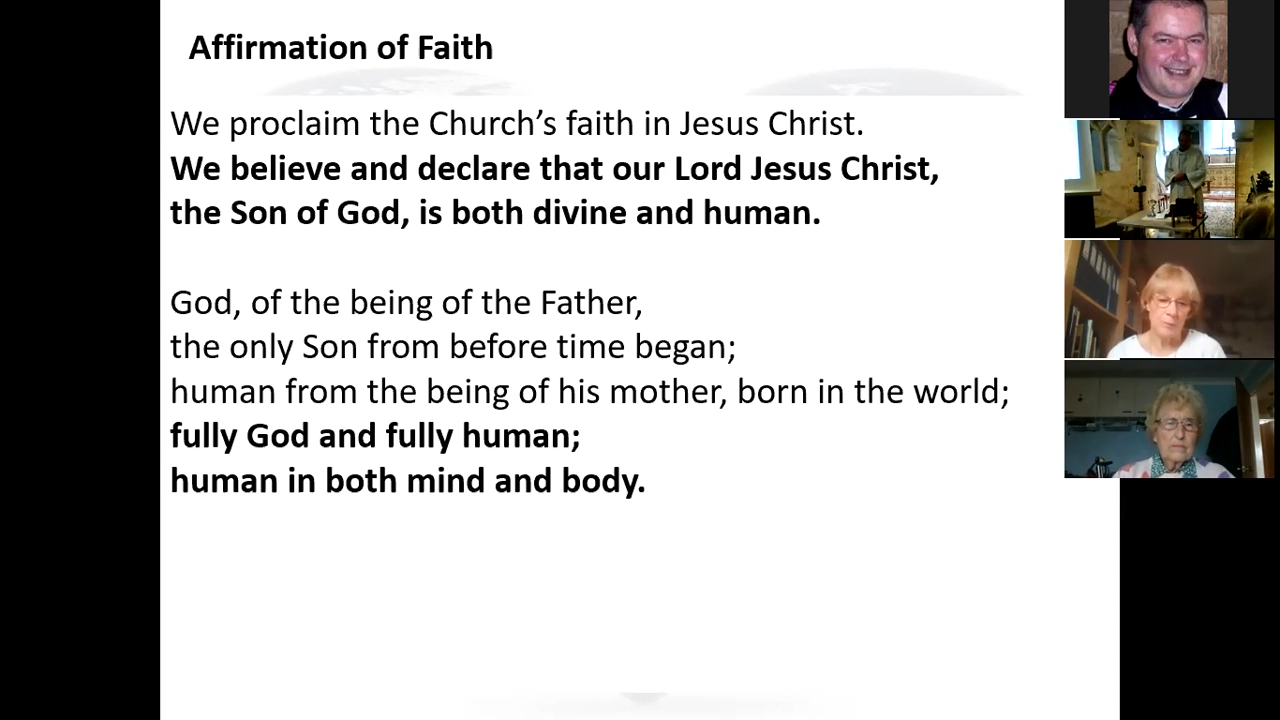 Affirmation of Faith
We proclaim the Church’s faith in Jesus Christ.
We believe and declare that our Lord Jesus Christ,
the Son of God, is both divine and human.
God, of the being of the Father,
the only Son from before time began;
human from the being of his mother, born in the world;
fully God and fully human;
human in both mind and body.